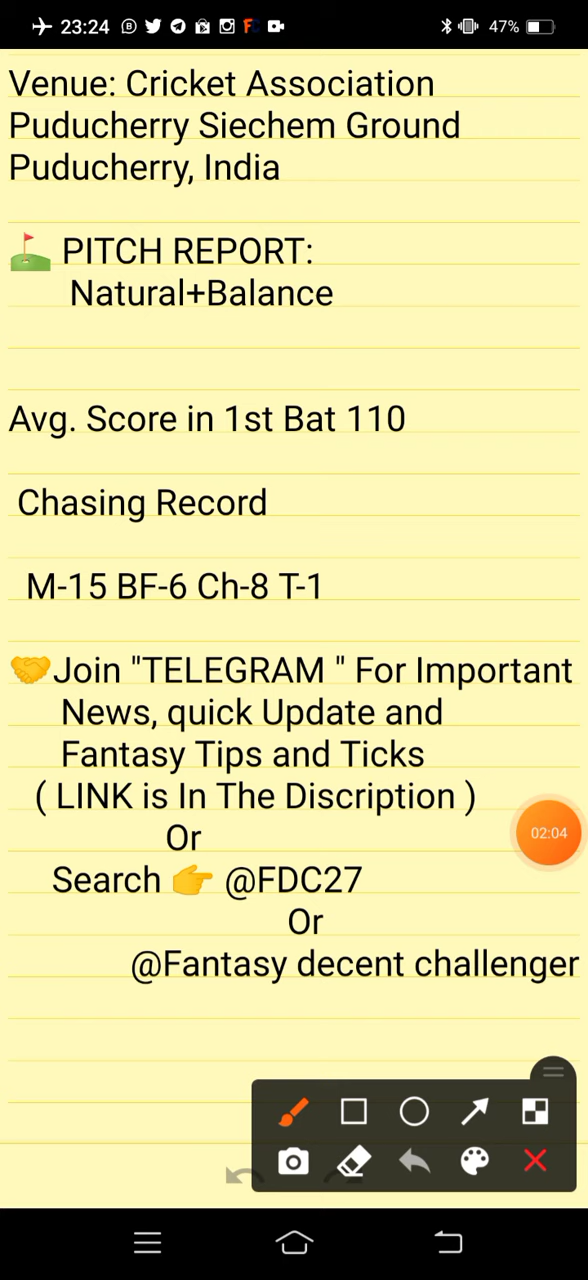 23:24 47%
Venue: Cricket Association
Puducherry Siechem Ground
Puducherry, India
PITCH REPORT:
Natural+Balance
Avg. Score in 1st Bat 110
Chasing Record
M-15 BF-6 Ch-8 T-1
Join "TELEGRAM " For Important
News, quick Update and
Fantasy Tips and Ticks
( LINK is In The Discription )
Or
02:04
Search @FDC27
Or
@Fantasy decent challenger